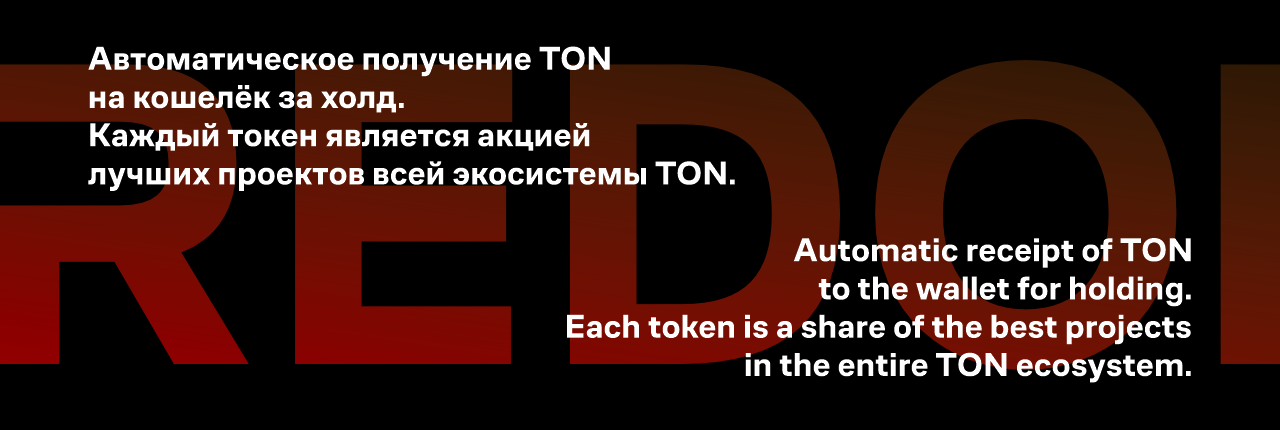 Автоматическое получение TON
на кошелёк за холд.
Каждый токен является акцией
лучших проектов всей экосистемы TON.
REDO
Automatic receipt of TON
to the wallet for holding.
Each token is a share of the best projects
in the entire TON ecosystem.